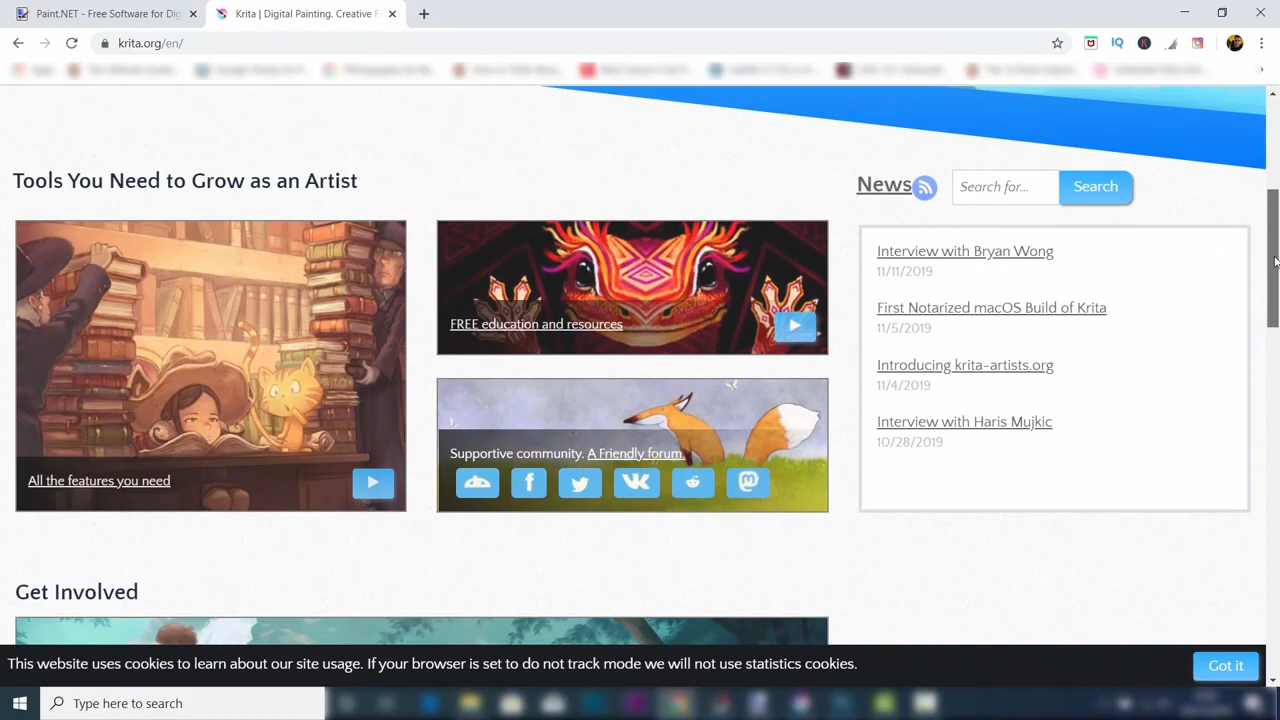 Paint.NET - Free Software for Dig
Krita | Digital Painting. Creative F
krita.org/en/
Tools You Need to Grow as an Artist
News
Search for...
Search
Interview with Bryan Wong
11/11/2019
First Notarized macOS Build of Krita
11/5/2019
Introducing krita-artists.org
11/4/2019
Interview with Haris Mujkic
10/28/2019
All the features you need
FREE education and resources
Supportive community. A Friendly forum.
Get Involved
This website uses cookies to learn about our site usage. If your browser is set to do not track mode we will not use statistics cookies.
Got it
Type here to search